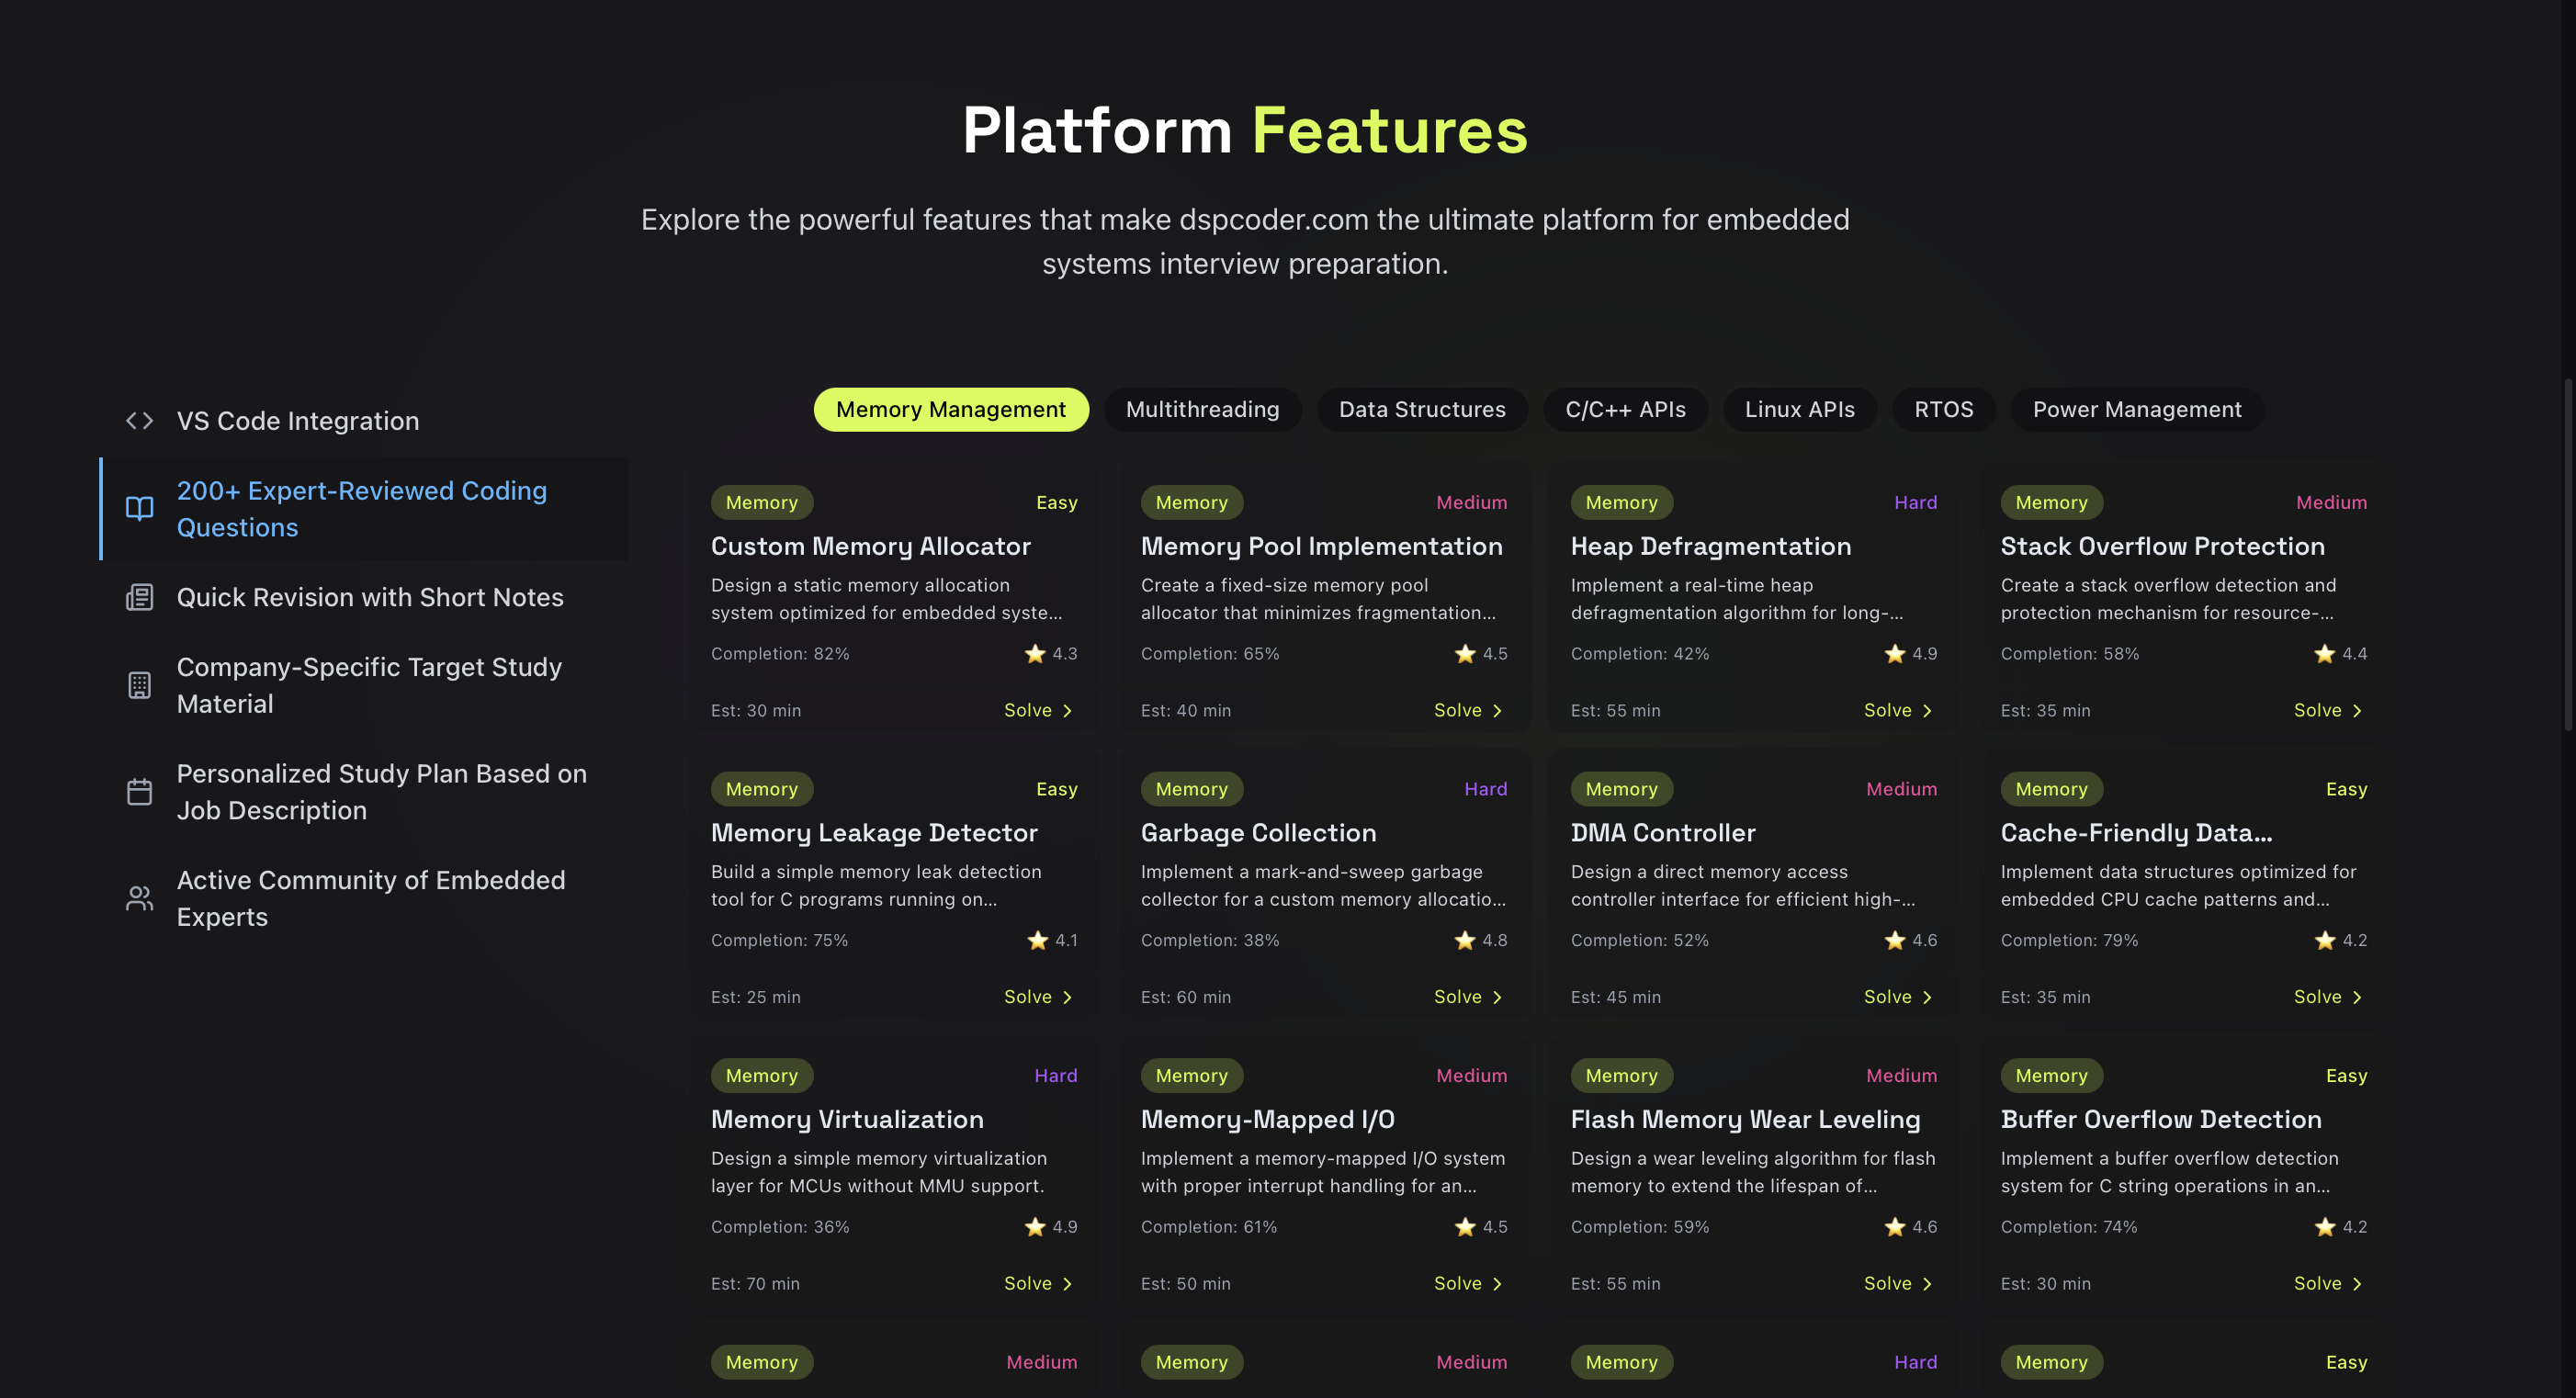 Platform Features
Explore the powerful features that make dspcoder.com the ultimate platform for embedded
systems interview preparation.
VS Code Integration
200+ Expert-Reviewed Coding
Questions
Quick Revision with Short Notes
Company-Specific Target Study
Material
Personalized Study Plan Based on
Job Description
Active Community of Embedded
Experts
Memory Management Multithreading Data Structures C/C++ APIs Linux APIs RTOS Power Management
Memory Easy
Custom Memory Allocator
Design a static memory allocation
system optimized for embedded syste...
Completion: 82% ⭐ 4.3
Est: 30 min Solve >
Memory Medium
Memory Pool Implementation
Create a fixed-size memory pool
allocator that minimizes fragmentation...
Completion: 65% ⭐ 4.5
Est: 40 min Solve >
Memory Hard
Heap Defragmentation
Implement a real-time heap
defragmentation algorithm for long-...
Completion: 42% ⭐ 4.9
Est: 55 min Solve >
Memory Medium
Stack Overflow Protection
Create a stack overflow detection and
protection mechanism for resource-...
Completion: 58% ⭐ 4.4
Est: 35 min Solve >
Memory Easy
Memory Leakage Detector
Build a simple memory leak detection
tool for C programs running on...
Completion: 75% ⭐ 4.1
Est: 25 min Solve >
Memory Hard
Garbage Collection
Implement a mark-and-sweep garbage
collector for a custom memory allocatio...
Completion: 38% ⭐ 4.8
Est: 60 min Solve >
Memory Medium
DMA Controller
Design a direct memory access
controller interface for efficient high-...
Completion: 52% ⭐ 4.6
Est: 45 min Solve >
Memory Easy
Cache-Friendly Data...
Implement data structures optimized for
embedded CPU cache patterns and...
Completion: 79% ⭐ 4.2
Est: 35 min Solve >
Memory Hard
Memory Virtualization
Design a simple memory virtualization
layer for MCUs without MMU support.
Completion: 36% ⭐ 4.9
Est: 70 min Solve >
Memory Medium
Memory-Mapped I/O
Implement a memory-mapped I/O system
with proper interrupt handling for an...
Completion: 61% ⭐ 4.5
Est: 50 min Solve >
Memory Medium
Flash Memory Wear Leveling
Design a wear leveling algorithm for flash
memory to extend the lifespan of...
Completion: 59% ⭐ 4.6
Est: 55 min Solve >
Memory Easy
Buffer Overflow Detection
Implement a buffer overflow detection
system for C string operations in an...
Completion: 74% ⭐ 4.2
Est: 30 min Solve >
Memory Medium
Memory Medium
Memory Hard
Memory Easy